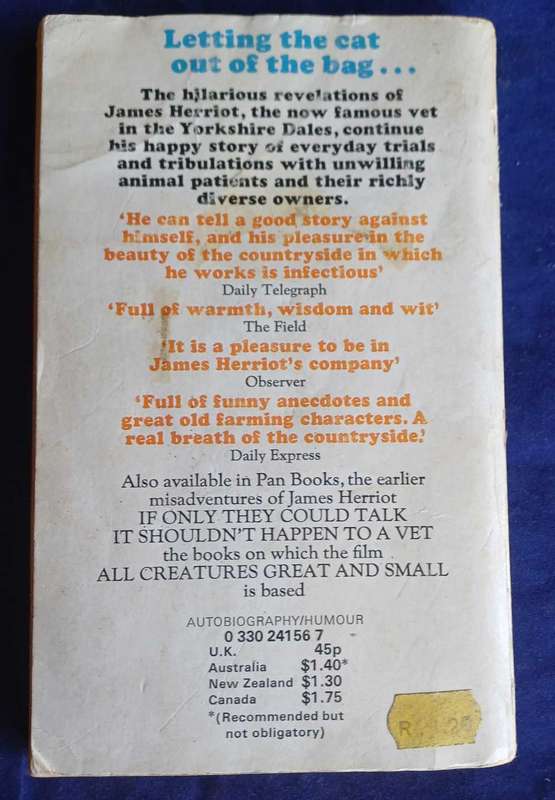 Letting the cat
out of the bag...
The hilarious revelations of
James Herriot, the now famous vet
in the Yorkshire Dales, continue
his happy story of everyday trials
and tribulations with unwilling
animal patients and their richly
diverse owners.
'He can tell a good story against
himself, and his pleasure in the
beauty of the countryside in which
he works is infectious'
Daily Telegraph
'Full of warmth, wisdom and wit'
The Field
'It is a pleasure to be in
James Herriot's company'
Observer
'Full of funny anecdotes and
great old farming characters. A
real breath of the countryside.'
Daily Express
Also available in Pan Books, the earlier
misadventures of James Herriot
IF ONLY THEY COULD TALK
IT SHOULDN'T HAPPEN TO A VET
the books on which the film
ALL CREATURES GREAT AND SMALL
is based
AUTOBIOGRAPHY/HUMOUR
0 330 24156 7
U.K. 45p
Australia $1.40*
New Zealand $1.30
Canada $1.75
*(Recommended but
not obligatory)